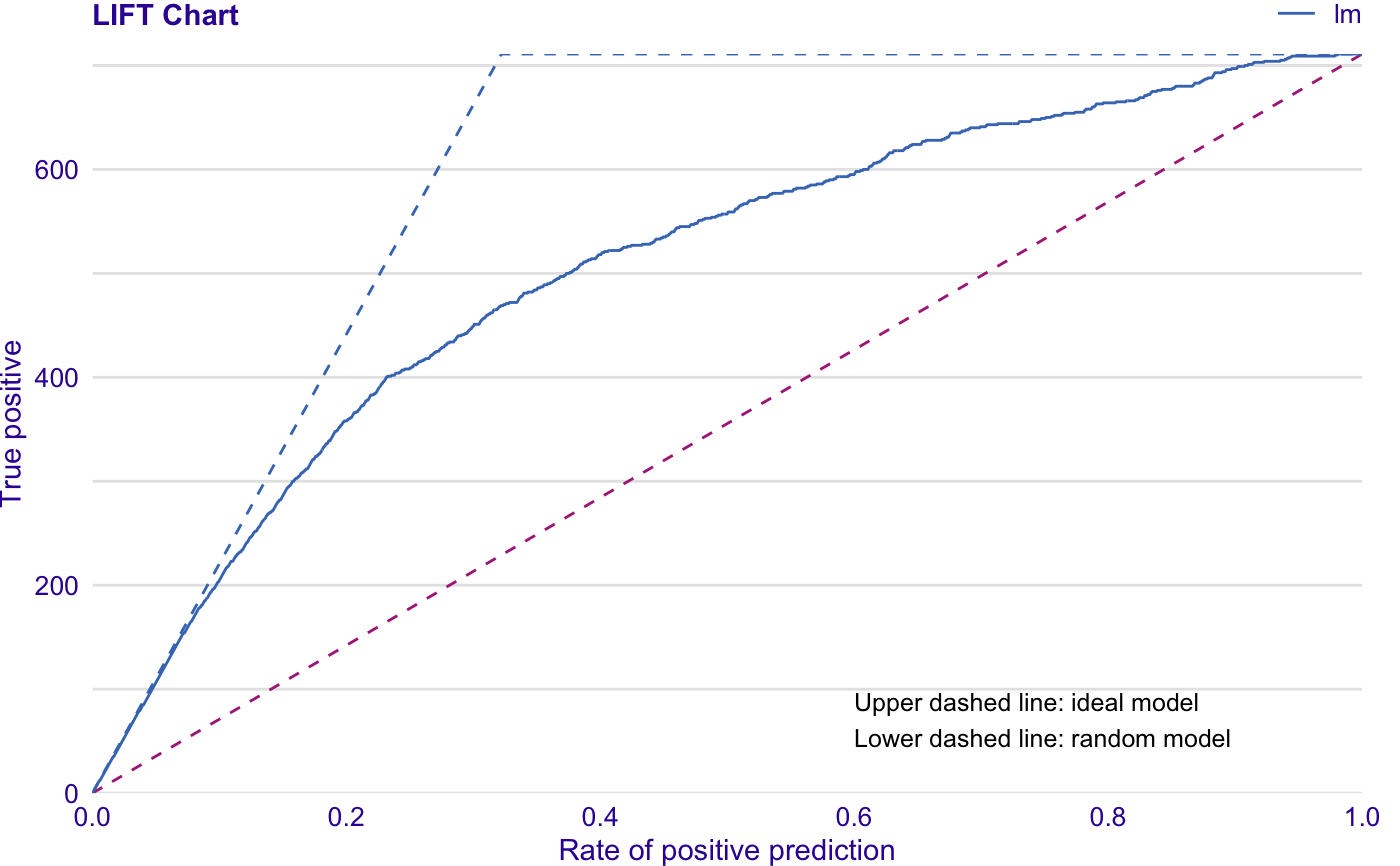 LIFT Chart
lm
True positive
600
400
200
0
Upper dashed line: ideal model
Lower dashed line: random model
0.0 0.2 0.4 0.6 0.8 1.0
Rate of positive prediction